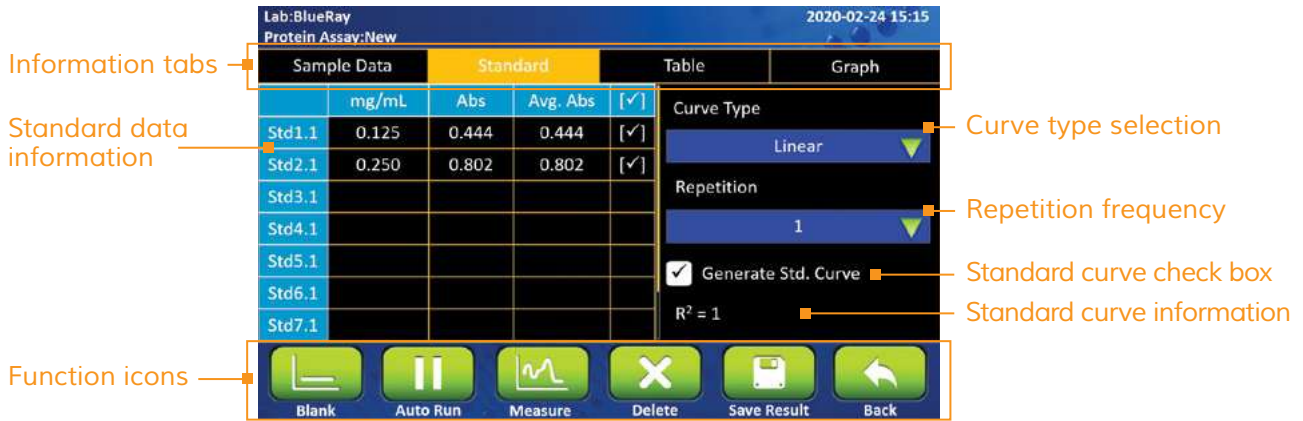 Lab:BlueRay
2020-02-24 15:15
Protein Assay:New
Information tabs
Sample Data Standard Table Graph
mg/mL Abs Avg. Abs [✓]
Curve Type
Standard data
information
Std1.1 0.125 0.444 0.444 [✓]
Linear
Curve type selection
Std2.1 0.250 0.802 0.802 [✓]
Repetition
Std3.1
Std4.1
1
Repetition frequency
Std5.1
Generate Std. Curve
Standard curve check box
Std6.1
R² = 1
Standard curve information
Std7.1
Function icons
Blank Auto Run Measure Delete Save Result Back